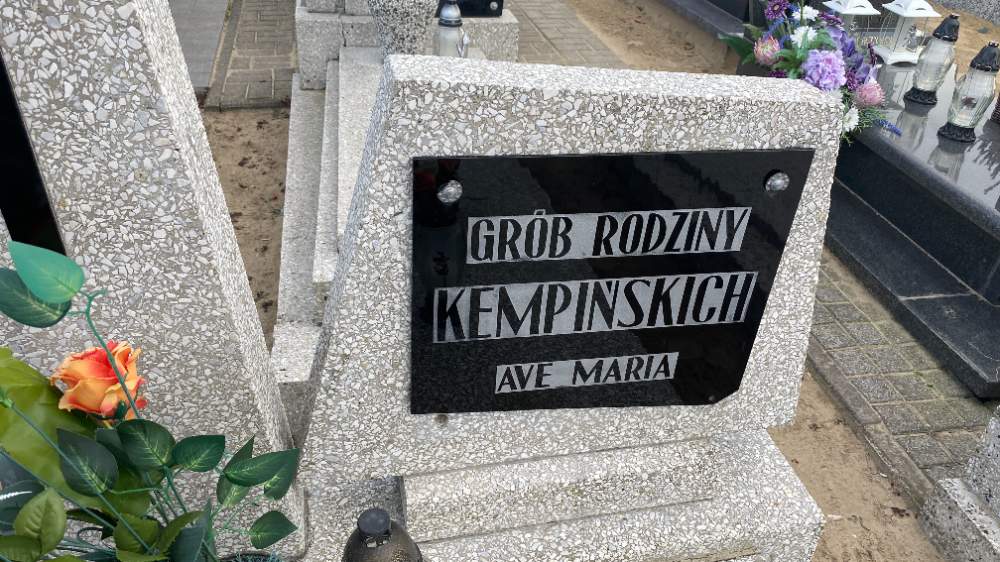 GRÓB RODZINY
KEMPIŃSKICH
AVE MARIA